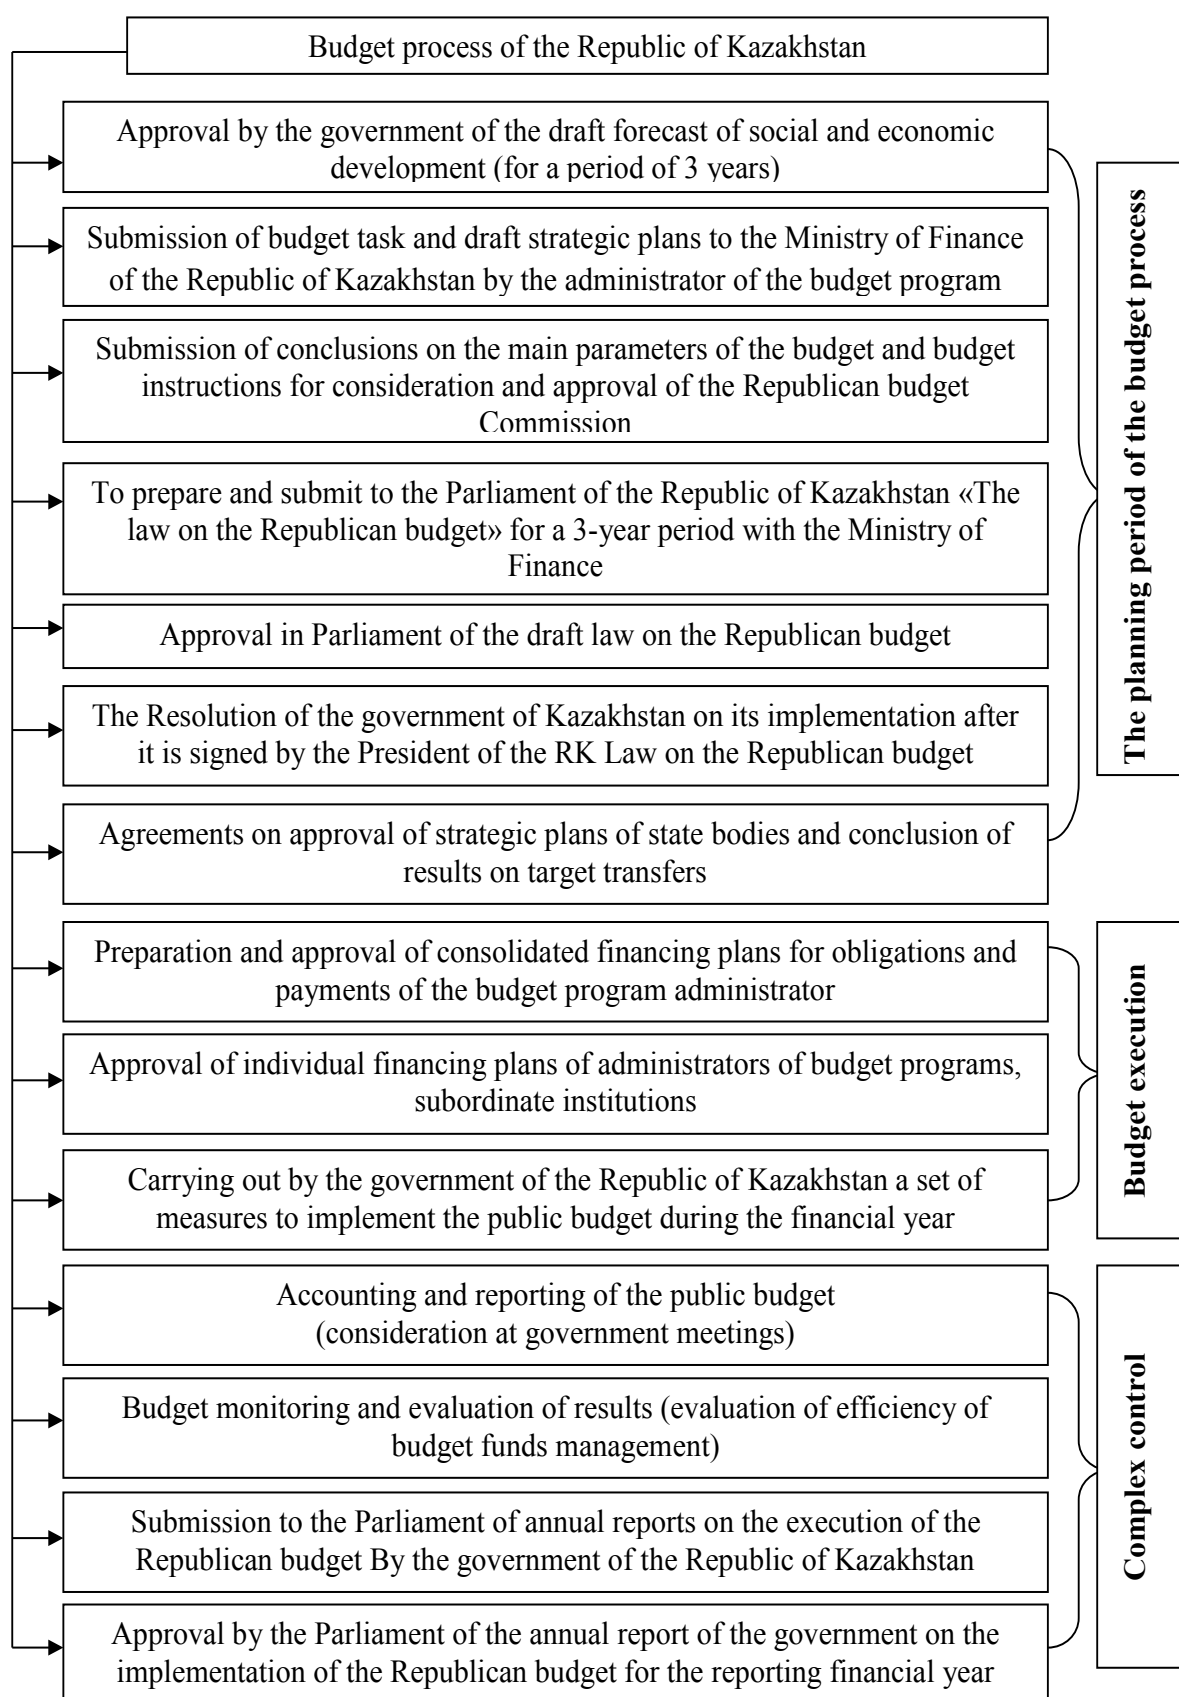 Budget process of the Republic of Kazakhstan
Approval by the government of the draft forecast of social and economic
development (for a period of 3 years)
Submission of budget task and draft strategic plans to the Ministry of Finance
of the Republic of Kazakhstan by the administrator of the budget program
Submission of conclusions on the main parameters of the budget and budget
instructions for consideration and approval of the Republican budget
Commission
To prepare and submit to the Parliament of the Republic of Kazakhstan «The
law on the Republican budget» for a 3-year period with the Ministry of
Finance
Approval in Parliament of the draft law on the Republican budget
The Resolution of the government of Kazakhstan on its implementation after
it is signed by the President of the RK Law on the Republican budget
Agreements on approval of strategic plans of state bodies and conclusion of
results on target transfers
The planning period of the budget process
Preparation and approval of consolidated financing plans for obligations and
payments of the budget program administrator
Approval of individual financing plans of administrators of budget programs,
subordinate institutions
Carrying out by the government of the Republic of Kazakhstan a set of
measures to implement the public budget during the financial year
Budget execution
Accounting and reporting of the public budget
(consideration at government meetings)
Budget monitoring and evaluation of results (evaluation of efficiency of
budget funds management)
Submission to the Parliament of annual reports on the execution of the
Republican budget By the government of the Republic of Kazakhstan
Approval by the Parliament of the annual report of the government on the
implementation of the Republican budget for the reporting financial year
Complex control